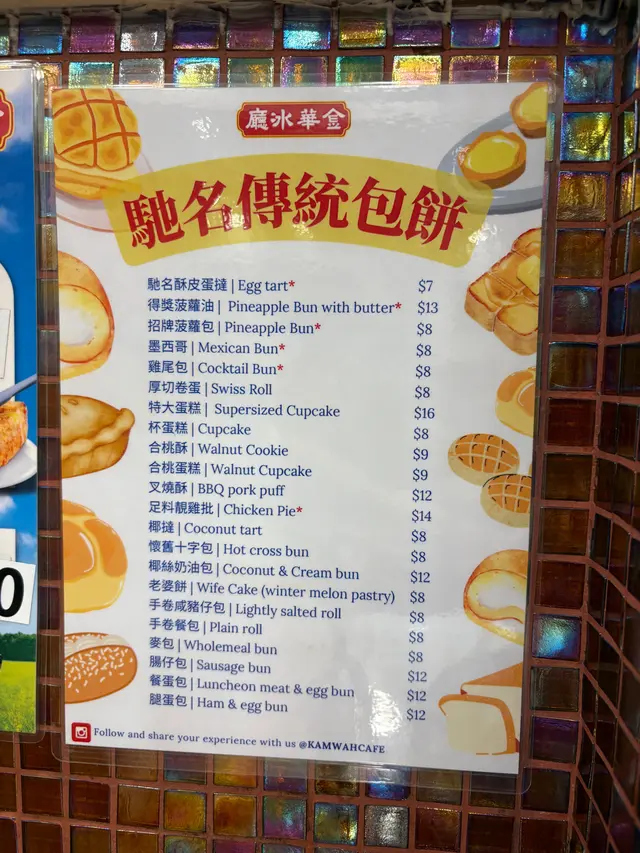 金華冰廳
馳名傳統包餅
馳名酥皮蛋撻 | Egg tart* $7
得獎菠蘿油 | Pineapple Bun with butter* $13
招牌菠蘿包 | Pineapple Bun* $8
墨西哥 | Mexican Bun* $8
雞尾包 | Cocktail Bun* $8
厚切卷蛋 | Swiss Roll $8
特大蛋糕 | Supersized Cupcake $16
杯蛋糕 | Cupcake $8
合桃酥 | Walnut Cookie $9
合桃蛋糕 | Walnut Cupcake $9
叉燒酥 | BBQ pork puff $12
足料靚雞批 | Chicken Pie* $14
椰撻 | Coconut tart $8
懷舊十字包 | Hot cross bun $8
椰絲奶油包 | Coconut & Cream bun $12
老婆餅 | Wife Cake (winter melon pastry) $8
手卷咸豬仔包 | Lightly salted roll $8
手卷餐包 | Plain roll $8
麥包 | Wholemeal bun $8
腸仔包 | Sausage bun $12
餐蛋包 | Luncheon meat & egg bun $12
腿蛋包 | Ham & egg bun $12
Follow and share your experience with us @KAMWAHCAFE
0